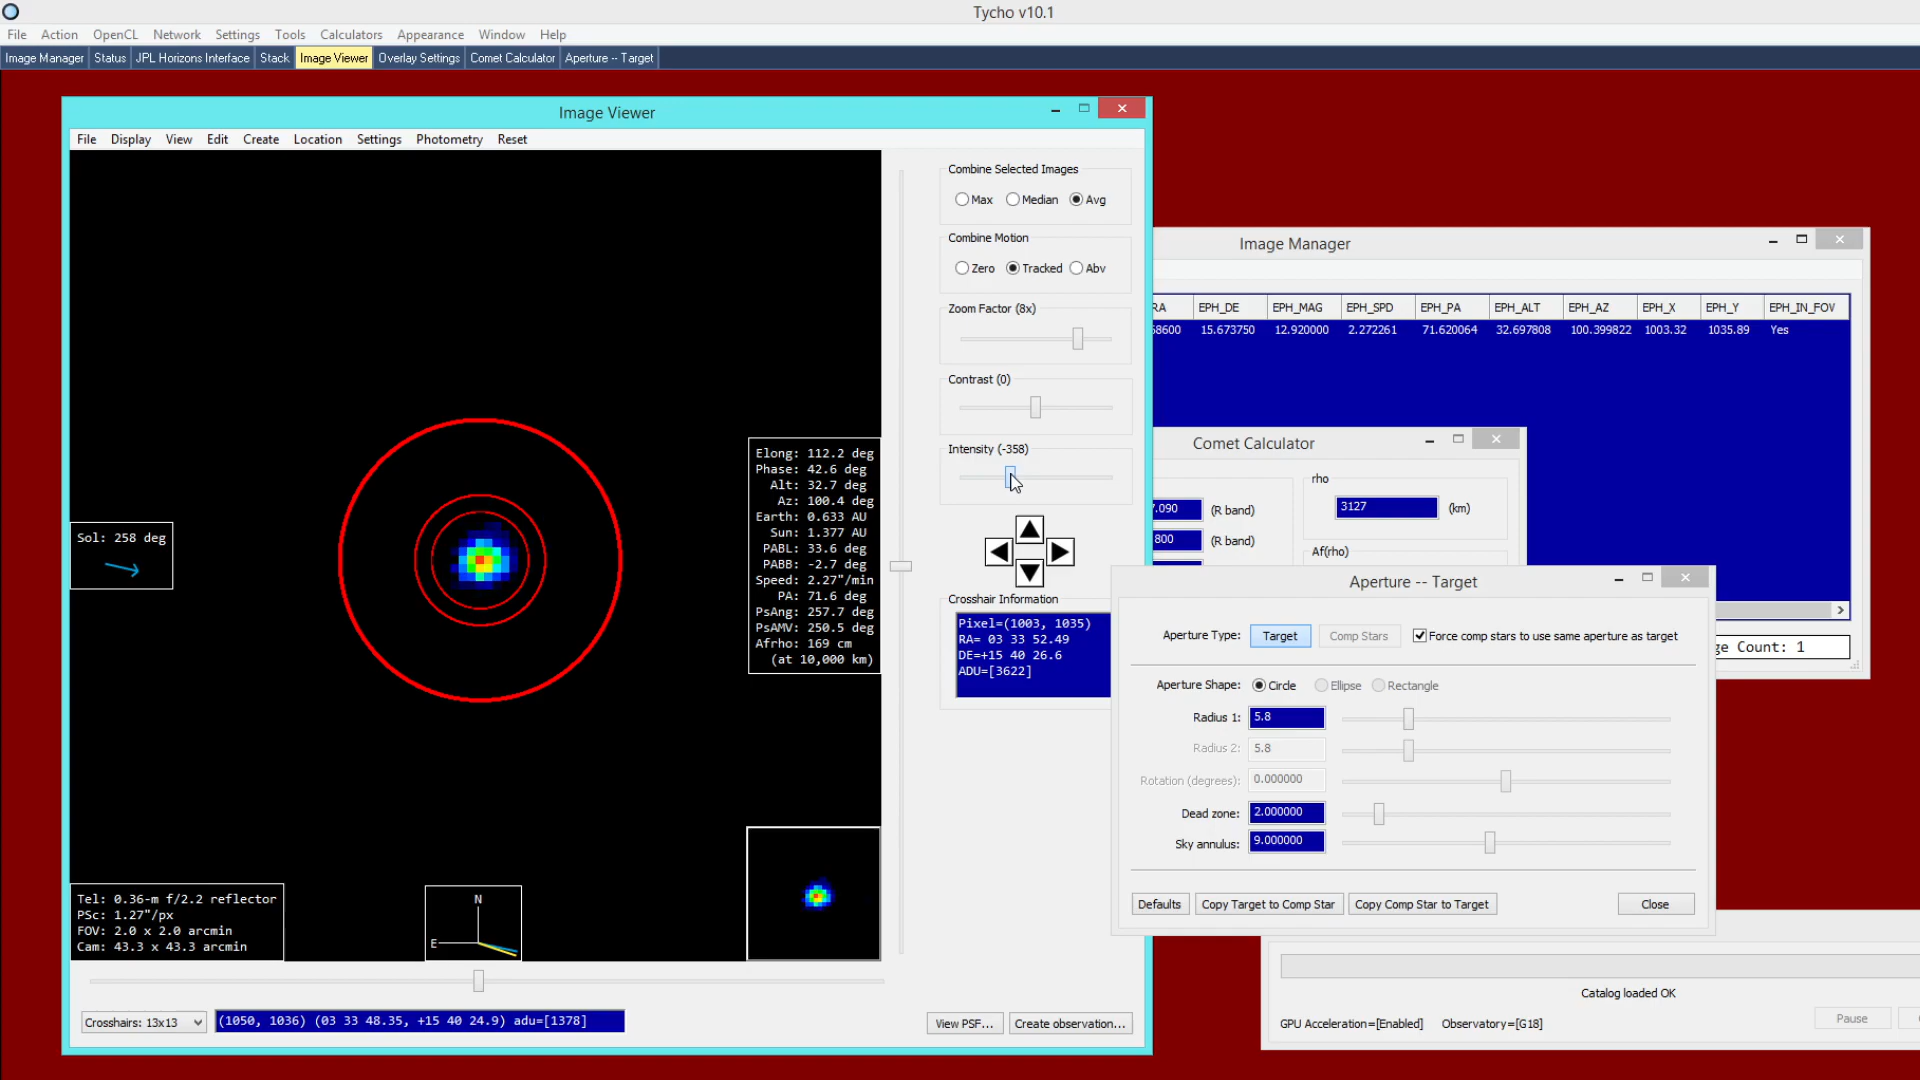 Tycho v10.1
File Action OpenCL Network Settings Tools Calculators Appearance Window Help
Image Manager Status JPL Horizons Interface Stack Image Viewer Overlay Settings Comet Calculator Aperture -- Target
Image Viewer
File Display View Edit Create Location Settings Photometry Reset
Combine Selected Images
Max Median Avg
Combine Motion
Zero Tracked Abv
Zoom Factor (8x)
Contrast (0)
Intensity (-358)
Elong: 112.2 deg
Phase: 42.6 deg
Alt: 32.7 deg
Az: 100.4 deg
Earth: 0.633 AU
Sun: 1.377 AU
PABL: 33.6 deg
PABB: -2.7 deg
Speed: 2.27"/min
PA: 71.6 deg
PsAng: 257.7 deg
PsAMV: 250.5 deg
Afrho: 169 cm
(at 10,000 km)
Sol: 258 deg
Crosshair Information
Pixel=(1003, 1035)
RA= 03 33 52.49
DE=+15 40 26.6
ADU=[3622]
Tel: 0.36-m f/2.2 reflector
PSc: 1.27"/px
FOV: 2.0 x 2.0 arcmin
Cam: 43.3 x 43.3 arcmin
N
E
Crosshairs: 13x13
(1050, 1036) (03 33 48.35, +15 40 24.9) adu=[1378]
View PSF... Create observation...
Image Manager
RA EPH_DE EPH_MAG EPH_SPD EPH_PA EPH_ALT EPH_AZ EPH_X EPH_Y EPH_IN_FOV
58600 15.673750 12.920000 2.272261 71.620064 32.697808 100.399822 1003.32 1035.89 Yes
ge Count: 1
Comet Calculator
rho
7.090 (R band) 3127 (km)
800 (R band)
Af(rho)
Aperture -- Target
Aperture Type: Target Comp Stars Force comp stars to use same aperture as target
Aperture Shape: Circle Ellipse Rectangle
Radius 1: 5.8
Radius 2: 5.8
Rotation (degrees): 0.000000
Dead zone: 2.000000
Sky annulus: 9.000000
Defaults Copy Target to Comp Star Copy Comp Star to Target Close
Catalog loaded OK
GPU Acceleration=[Enabled] Observatory=[G18] Pause